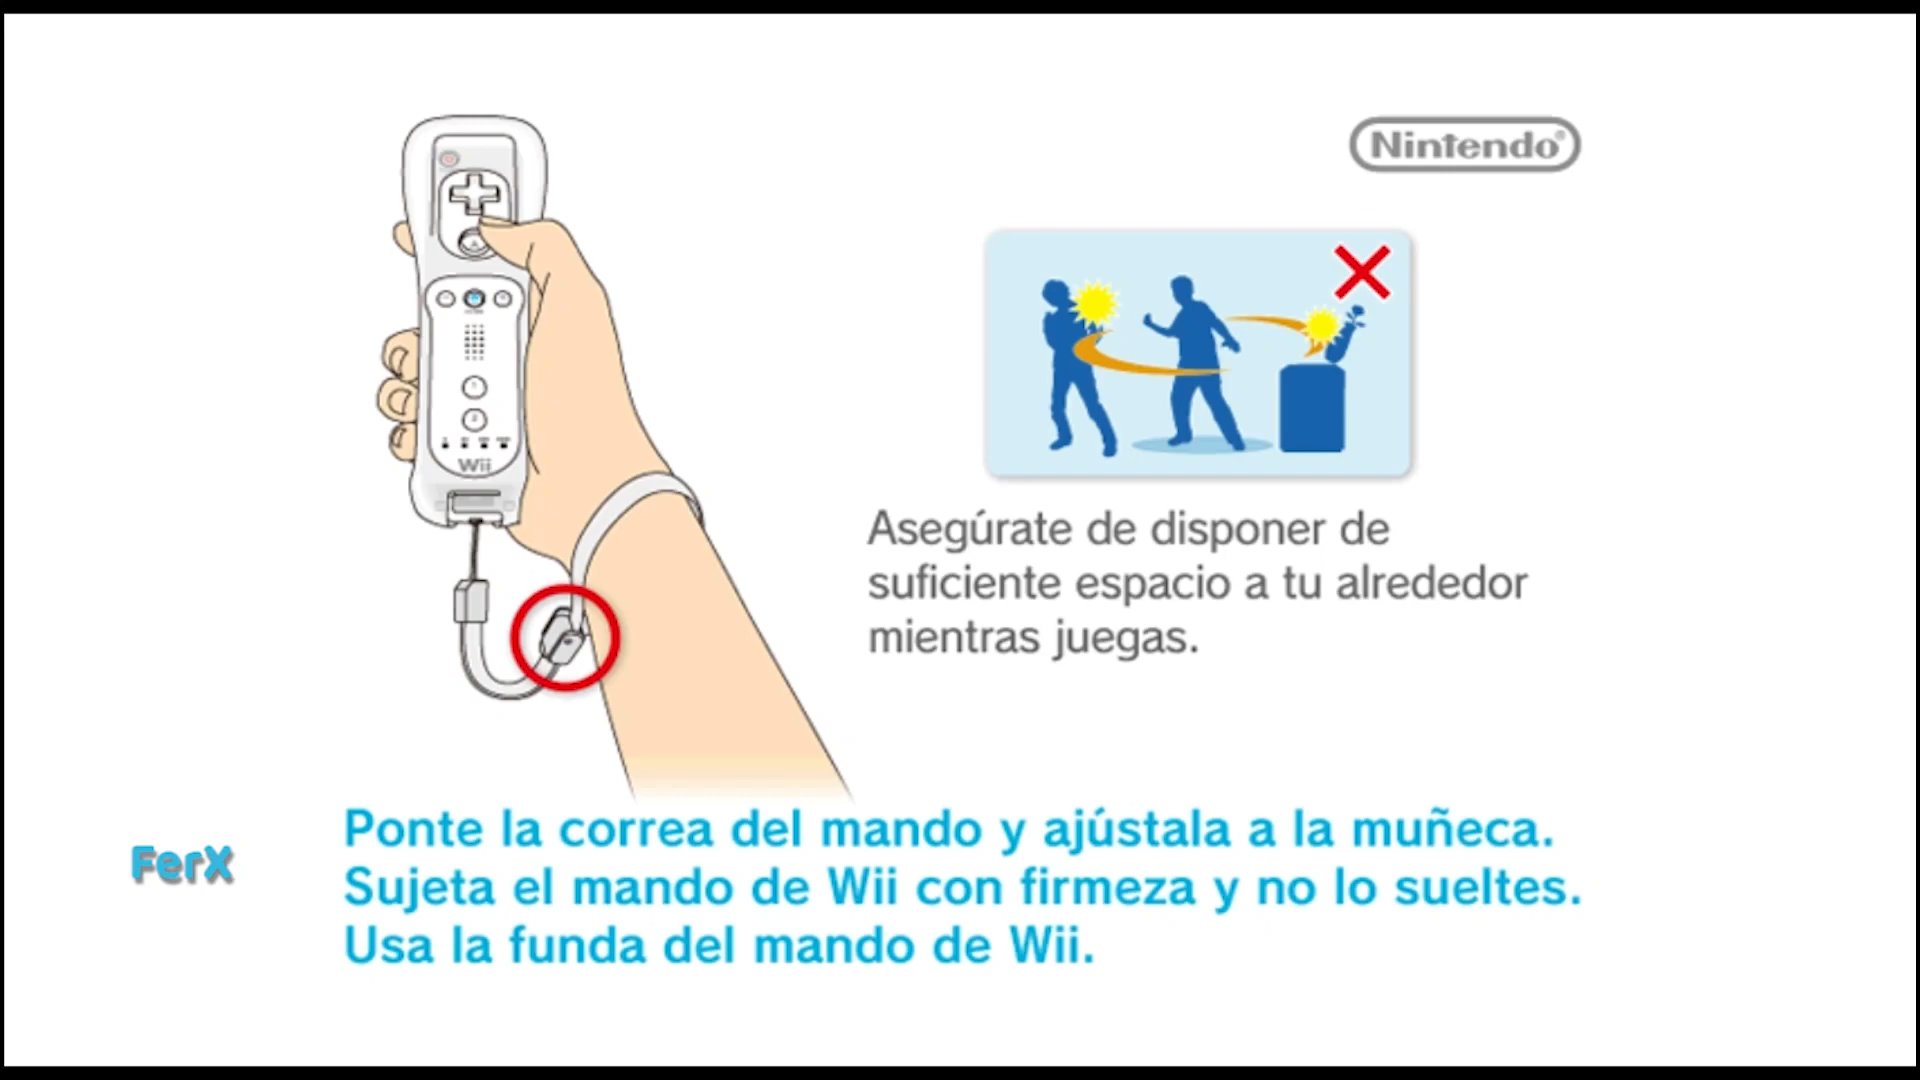 Nintendo®
Wii
Asegúrate de disponer de
suficiente espacio a tu alrededor
mientras juegas.
Ponte la correa del mando y ajústala a la muñeca.
Sujeta el mando de Wii con firmeza y no lo sueltes.
Usa la funda del mando de Wii.
FerX